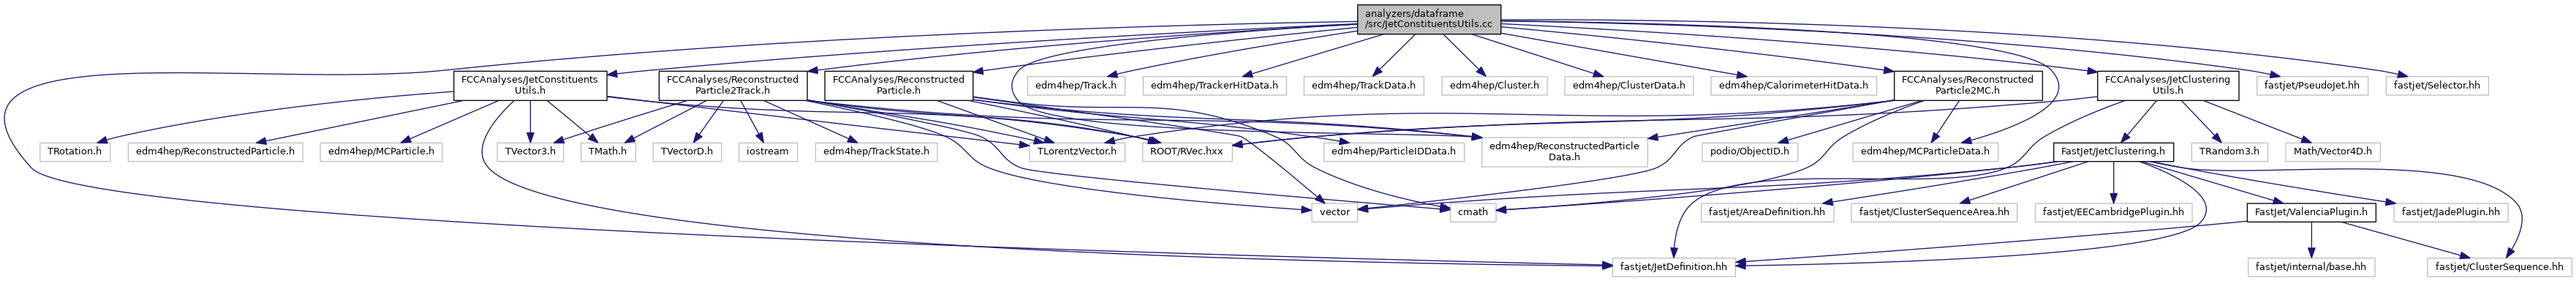 analyzers/dataframe
/src/JetConstituentsUtils.cc
FCCAnalyses/JetConstituents
Utils.h
FCCAnalyses/Reconstructed
Particle2Track.h
FCCAnalyses/Reconstructed
Particle.h
edm4hep/Track.h
edm4hep/TrackerHitData.h
edm4hep/TrackData.h
edm4hep/Cluster.h
edm4hep/ClusterData.h
edm4hep/CalorimeterHitData.h
FCCAnalyses/Reconstructed
Particle2MC.h
FCCAnalyses/JetClustering
Utils.h
fastjet/PseudoJet.hh
fastjet/Selector.hh
TRotation.h
edm4hep/ReconstructedParticle.h
edm4hep/MCParticle.h
TVector3.h
TMath.h
TVectorD.h
iostream
edm4hep/TrackState.h
TLorentzVector.h
ROOT/RVec.hxx
edm4hep/ParticleIDData.h
edm4hep/ReconstructedParticle
Data.h
podio/ObjectID.h
edm4hep/MCParticleData.h
FastJet/JetClustering.h
TRandom3.h
Math/Vector4D.h
vector
cmath
fastjet/AreaDefinition.hh
fastjet/ClusterSequenceArea.hh
fastjet/EECambridgePlugin.hh
FastJet/ValenciaPlugin.h
fastjet/JadePlugin.hh
fastjet/JetDefinition.hh
fastjet/internal/base.hh
fastjet/ClusterSequence.hh